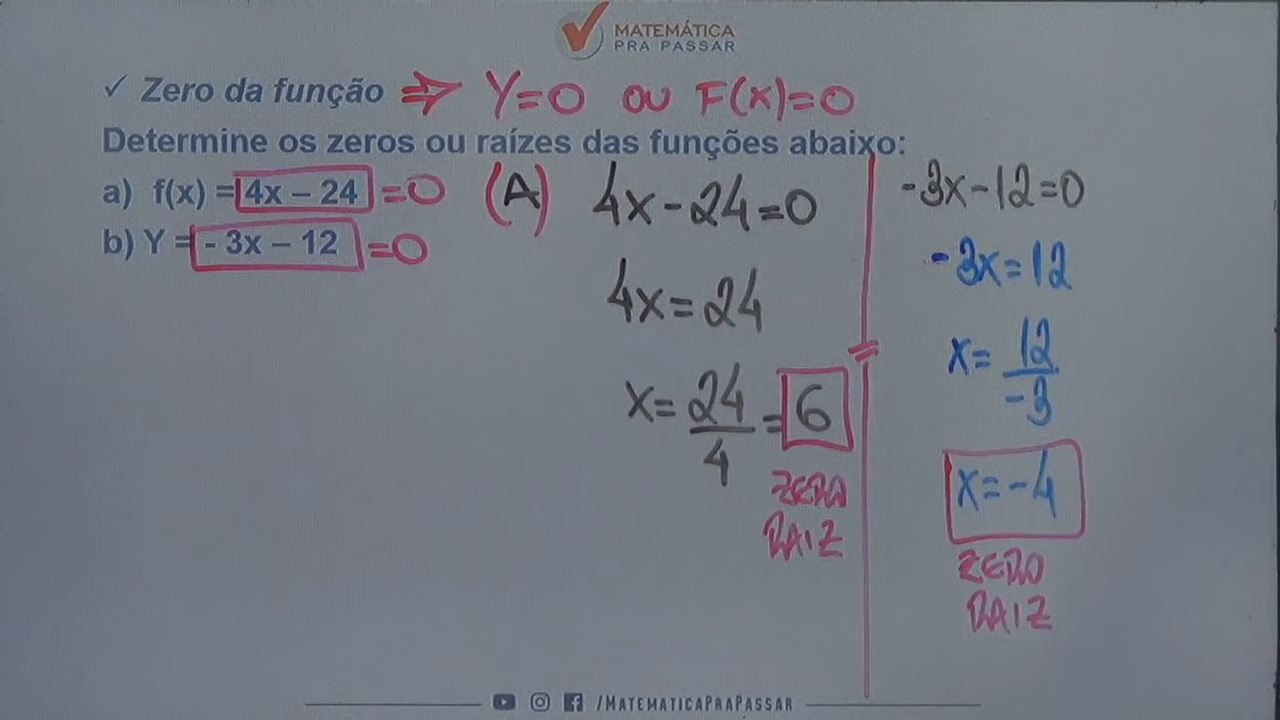 MATEMÁTICA
PRA PASSAR
✓ Zero da função ⇒ Y=0 OU F(X)=0
Determine os zeros ou raízes das funções abaixo:
a) f(x) = 4x – 24 =0
b) Y = - 3x – 12 =0
(A) 4X-24=0
4X=24
X=24/4=6
ZERO
RAIZ
-3X-12=0
-3X=12
X=12/-3
X=-4
ZERO
RAIZ
/MATEMATICAPRAPASSAR